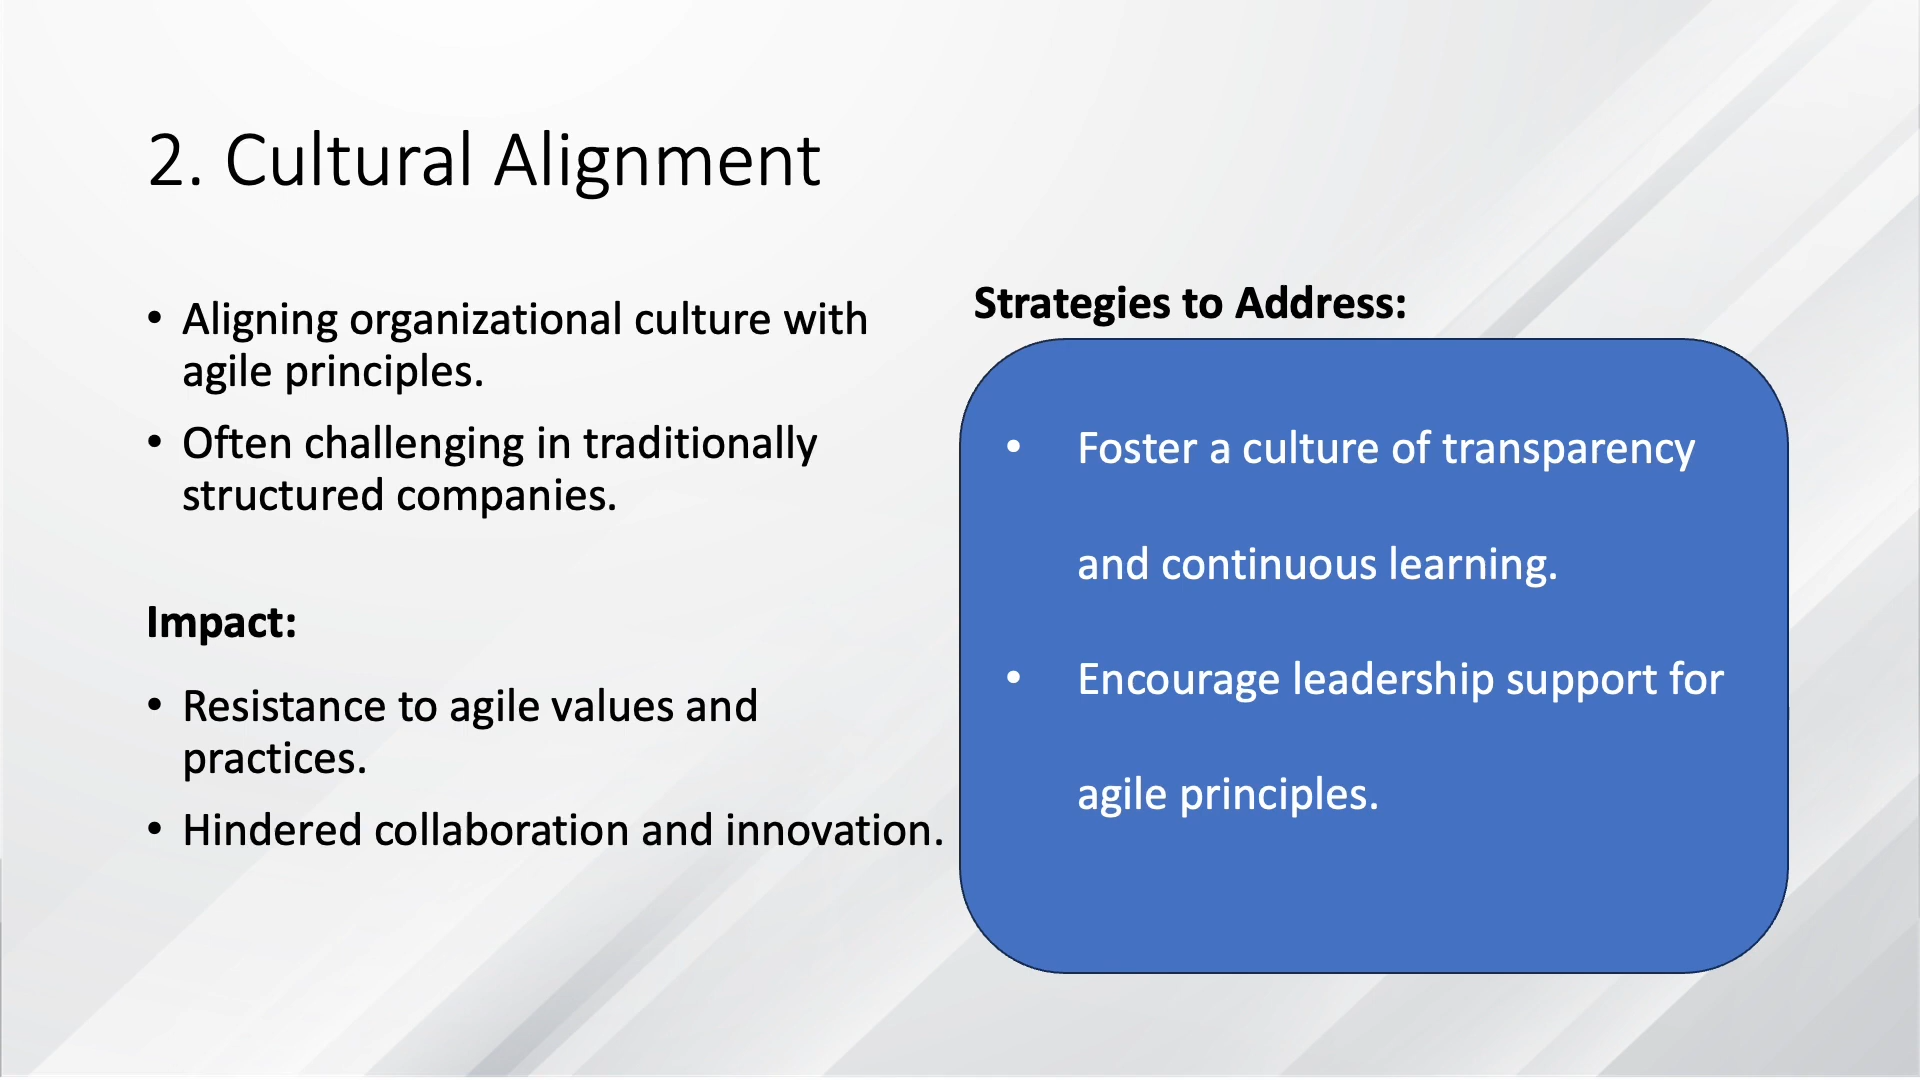 2. Cultural Alignment
• Aligning organizational culture with
agile principles.
• Often challenging in traditionally
structured companies.
Impact:
• Resistance to agile values and
practices.
• Hindered collaboration and innovation.
Strategies to Address:
• Foster a culture of transparency
and continuous learning.
• Encourage leadership support for
agile principles.